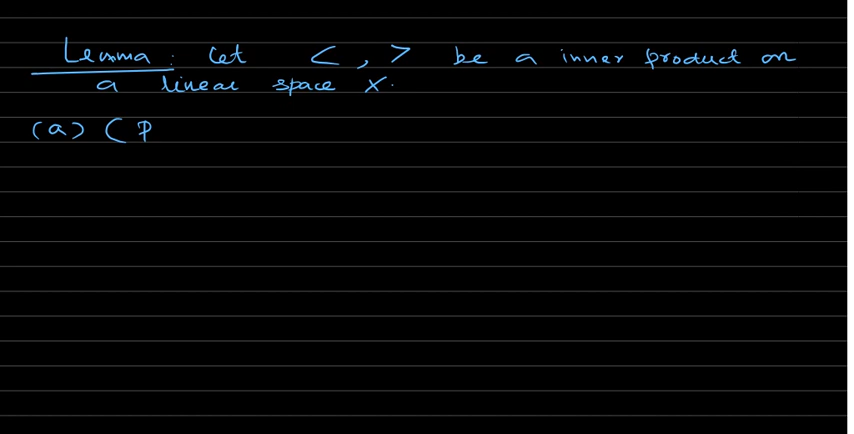 Lemma: Let < , > be a inner product on
a linear space X.
(a) (P